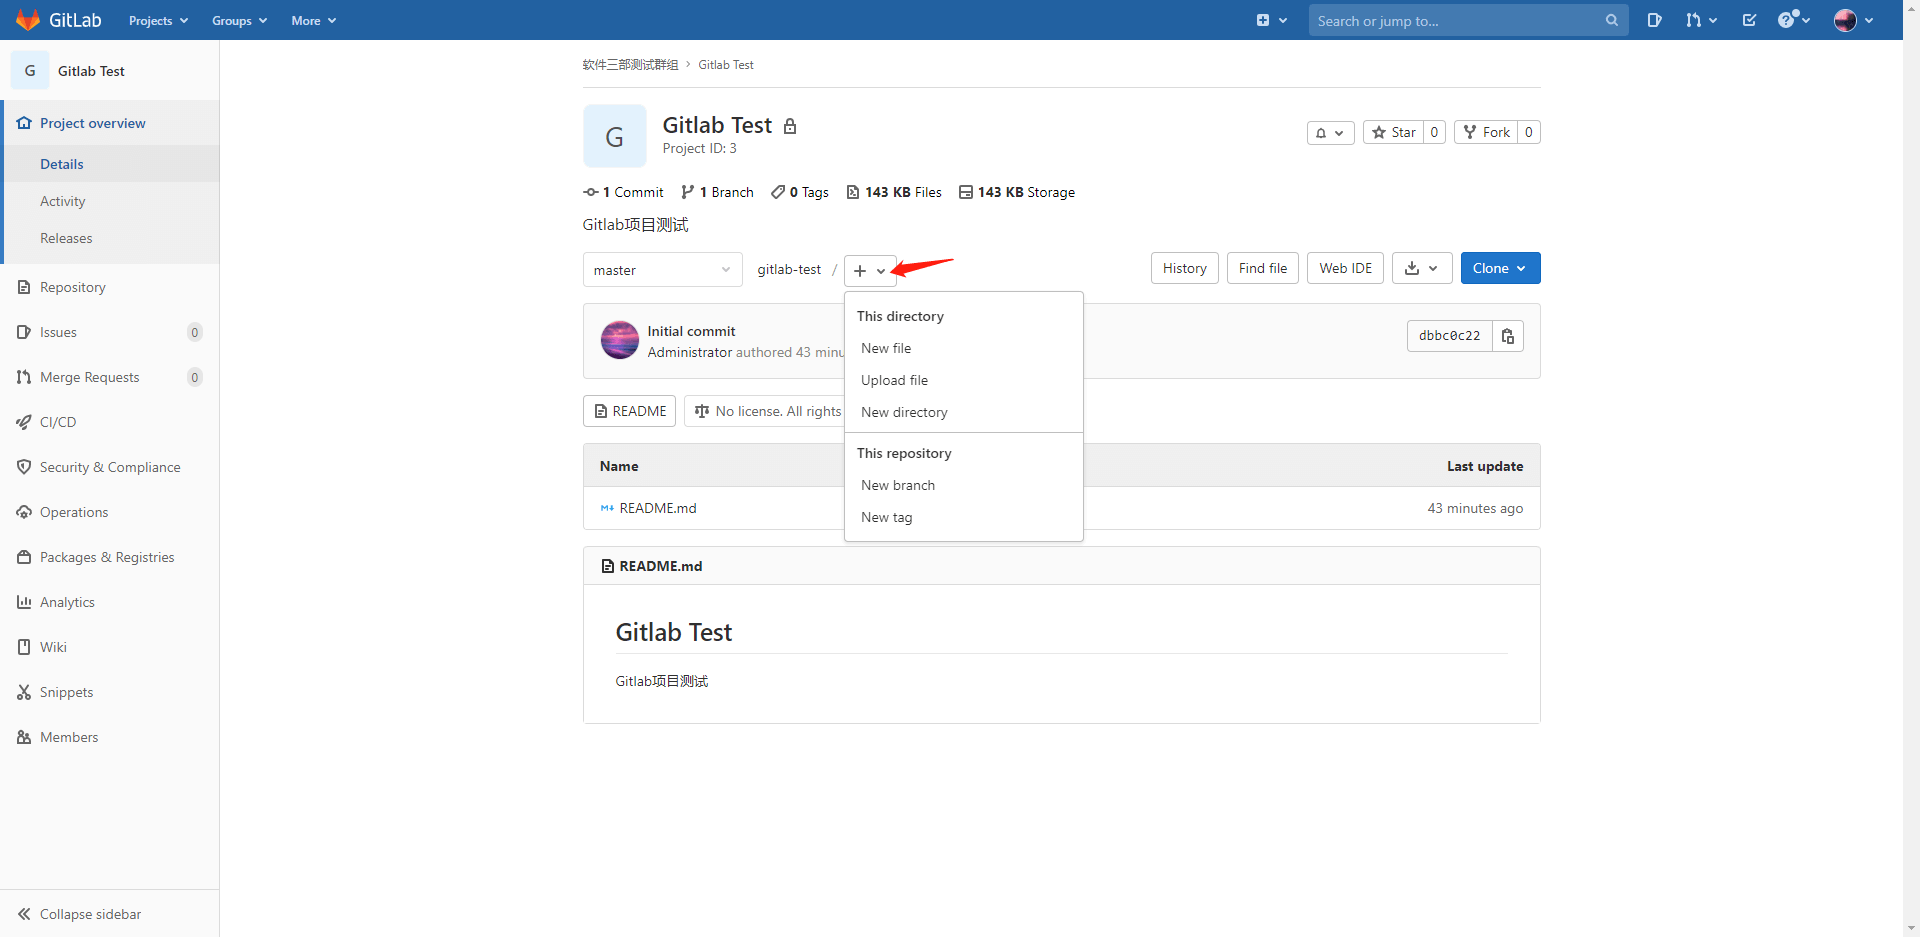 GitLab Projects Groups More Search or jump to...
G Gitlab Test
Project overview
Details
Activity
Releases
Repository
Issues 0
Merge Requests 0
CI/CD
Security & Compliance
Operations
Packages & Registries
Analytics
Wiki
Snippets
Members
Collapse sidebar
软件三部测试群组 › Gitlab Test
G
Gitlab Test
Project ID: 3
Star 0 Fork 0
1 Commit 1 Branch 0 Tags 143 KB Files 143 KB Storage
Gitlab项目测试
master gitlab-test / + History Find file Web IDE Clone
This directory
New file
Upload file
New directory
This repository
New branch
New tag
Initial commit
Administrator authored 43 minu
dbbc0c22
README No license. All rights
Name Last update
README.md 43 minutes ago
README.md
Gitlab Test
Gitlab项目测试